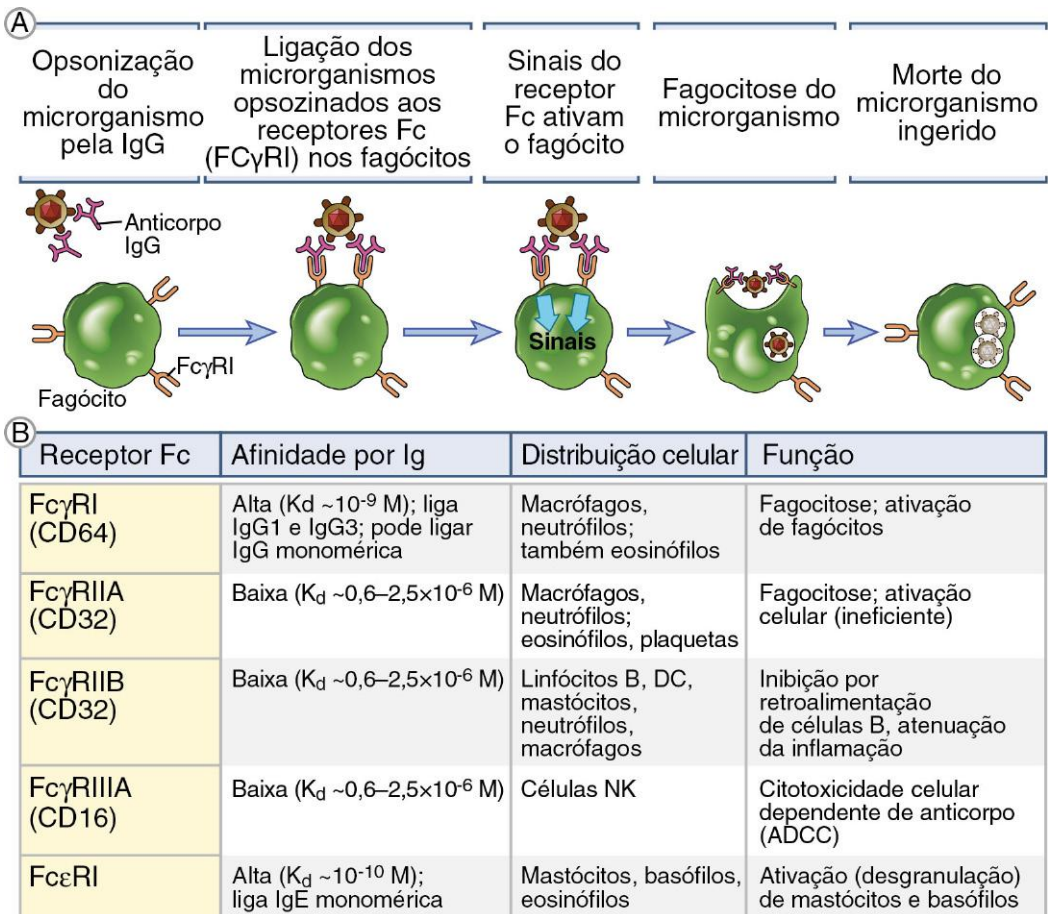 A
Opsonização
do
microrganismo
pela IgG
Ligação dos
microrganismos
opsozinados aos
receptores Fc
(FCγRI) nos fagócitos
Sinais do
receptor
Fc ativam
o fagócito
Fagocitose do
microrganismo
Morte do
microrganismo
ingerido
Anticorpo
IgG
FcγRI
Fagócito
Sinais
B
Receptor Fc
Afinidade por Ig
Distribuição celular
Função
FcγRI
(CD64)
Alta (Kd ~10⁻⁹ M); liga
IgG1 e IgG3; pode ligar
IgG monomérica
Macrófagos,
neutrófilos;
também eosinófilos
Fagocitose; ativação
de fagócitos
FcγRIIA
(CD32)
Baixa (Kd ~0,6–2,5×10⁻⁶ M)
Macrófagos,
neutrófilos;
eosinófilos, plaquetas
Fagocitose; ativação
celular (ineficiente)
FcγRIIB
(CD32)
Baixa (Kd ~0,6–2,5×10⁻⁶ M)
Linfócitos B, DC,
mastócitos,
neutrófilos,
macrófagos
Inibição por
retroalimentação
de células B, atenuação
da inflamação
FcγRIIIA
(CD16)
Baixa (Kd ~0,6–2,5×10⁻⁶ M)
Células NK
Citotoxicidade celular
dependente de anticorpo
(ADCC)
FcεRI
Alta (Kd ~10⁻¹⁰ M);
liga IgE monomérica
Mastócitos, basófilos,
eosinófilos
Ativação (desgranulação)
de mastócitos e basófilos